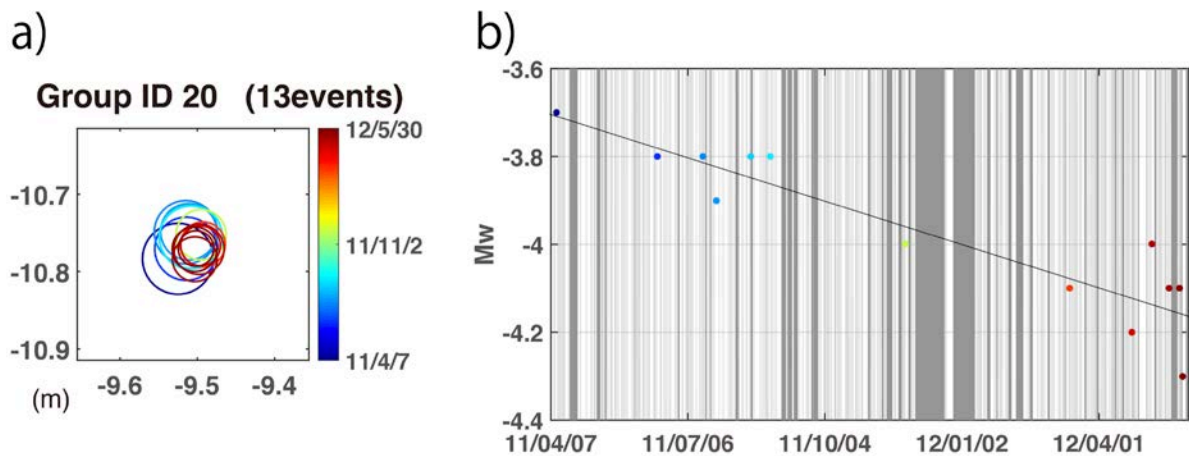 a)
Group ID 20 (13events)
-10.7
-10.8
-10.9
-9.6 -9.5 -9.4
(m)
12/5/30
11/11/2
11/4/7
b)
Mw
-3.6
-3.8
-4
-4.2
-4.4
11/04/07 11/07/06 11/10/04 12/01/02 12/04/01